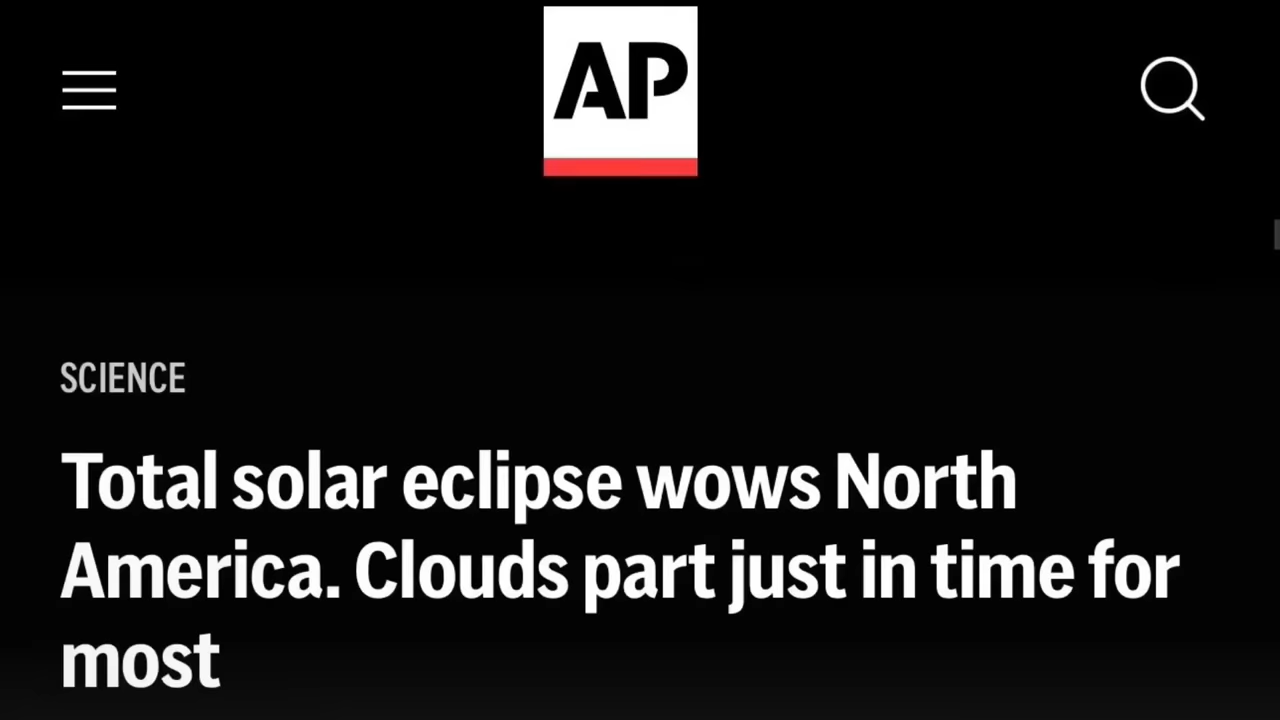 AP
SCIENCE
Total solar eclipse wows North
America. Clouds part just in time for
most